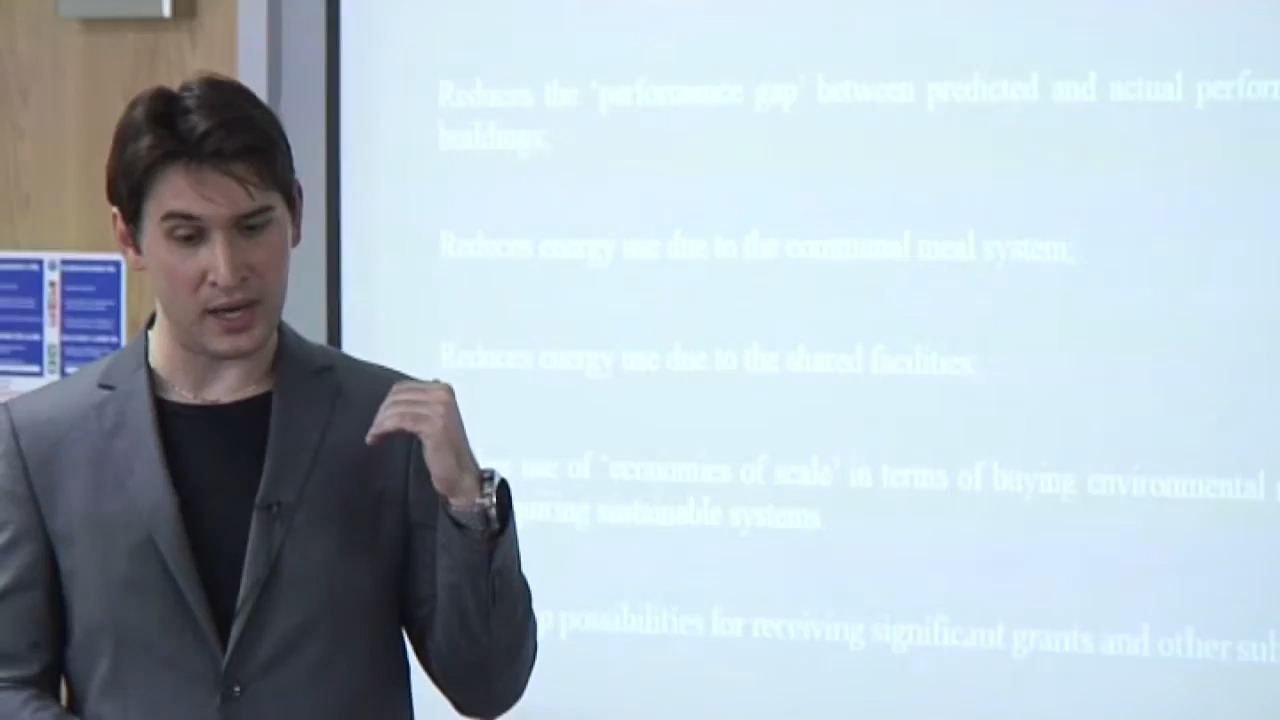 Reduces the 'performance gap' between predicted and actual perfor
buildings;
Reduces energy use due to the communal meal system;
Reduces energy use due to the shared facilities;
use of 'economies of scale' in terms of buying environmental
sustainable systems
possibilities for receiving significant grants and other sub